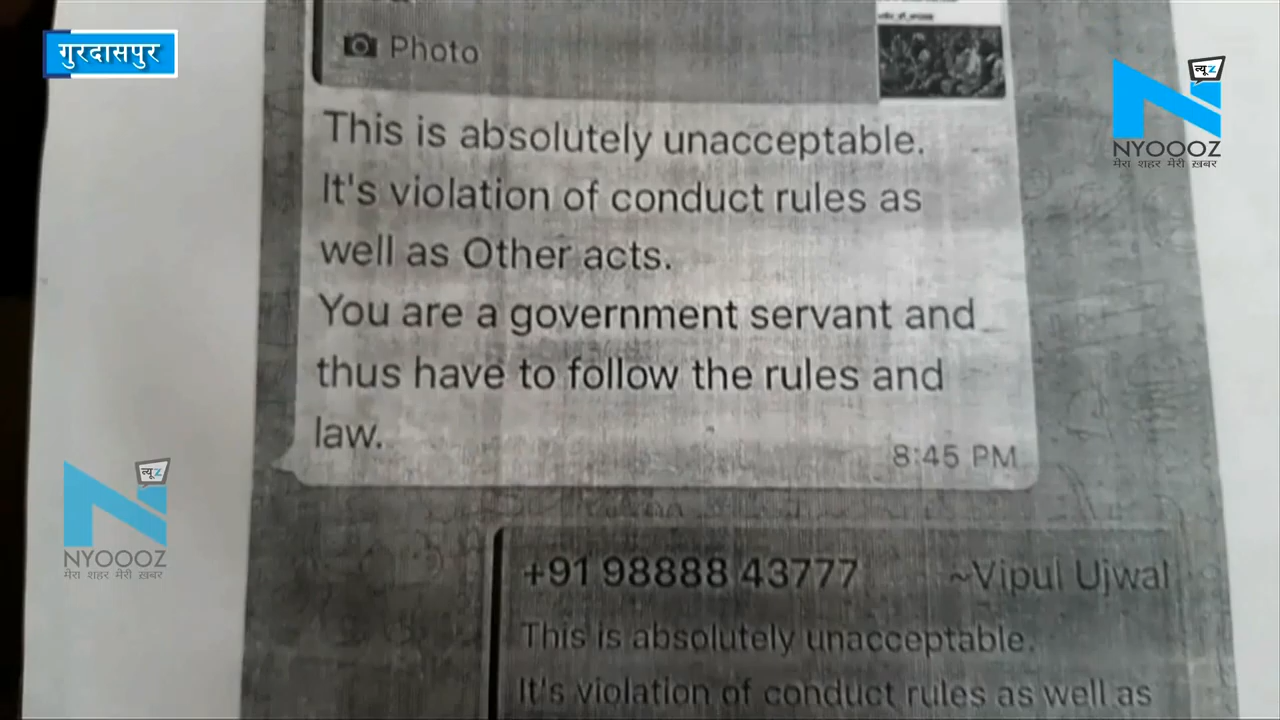 गुरदासपुर
Photo
न्यूz
NYOOOZ
मेरा शहर मेरी ख़बर
This is absolutely unacceptable.
It's violation of conduct rules as
well as Other acts.
You are a government servant and
thus have to follow the rules and
law.
8:45 PM
न्यूz
NYOOOZ
मेरा शहर मेरी ख़बर
+91 98888 43777 ~Vipul Ujwal
This is absolutely unacceptable.
It's violation of conduct rules as well as